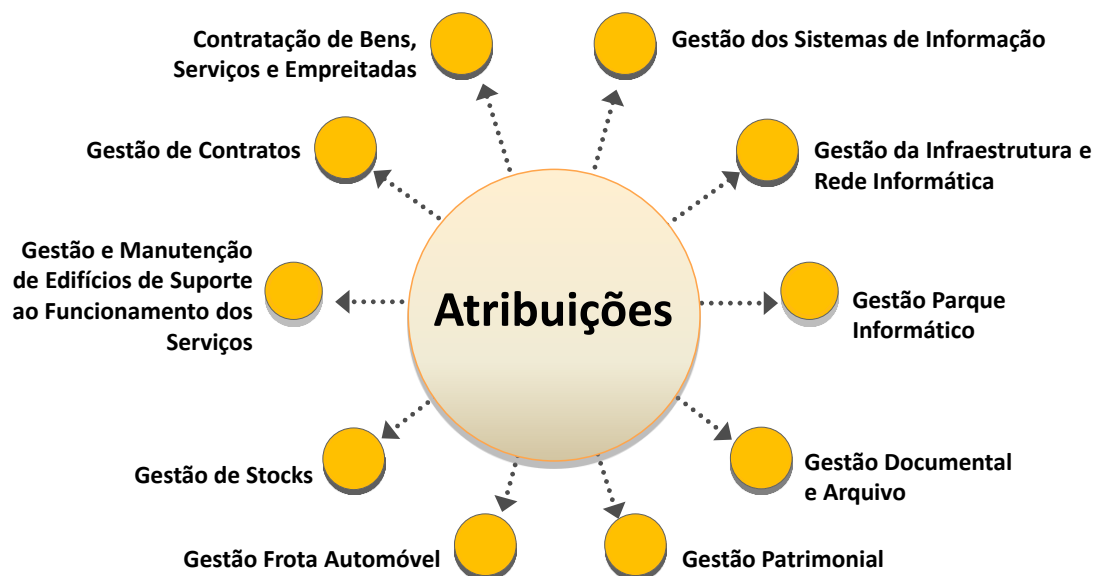 Contratação de Bens,
Serviços e Empreitadas
Gestão dos Sistemas de Informação
Gestão de Contratos
Gestão da Infraestrutura e
Rede Informática
Gestão e Manutenção
de Edifícios de Suporte
ao Funcionamento dos
Serviços
Atribuições
Gestão Parque
Informático
Gestão de Stocks
Gestão Documental
e Arquivo
Gestão Frota Automóvel
Gestão Patrimonial